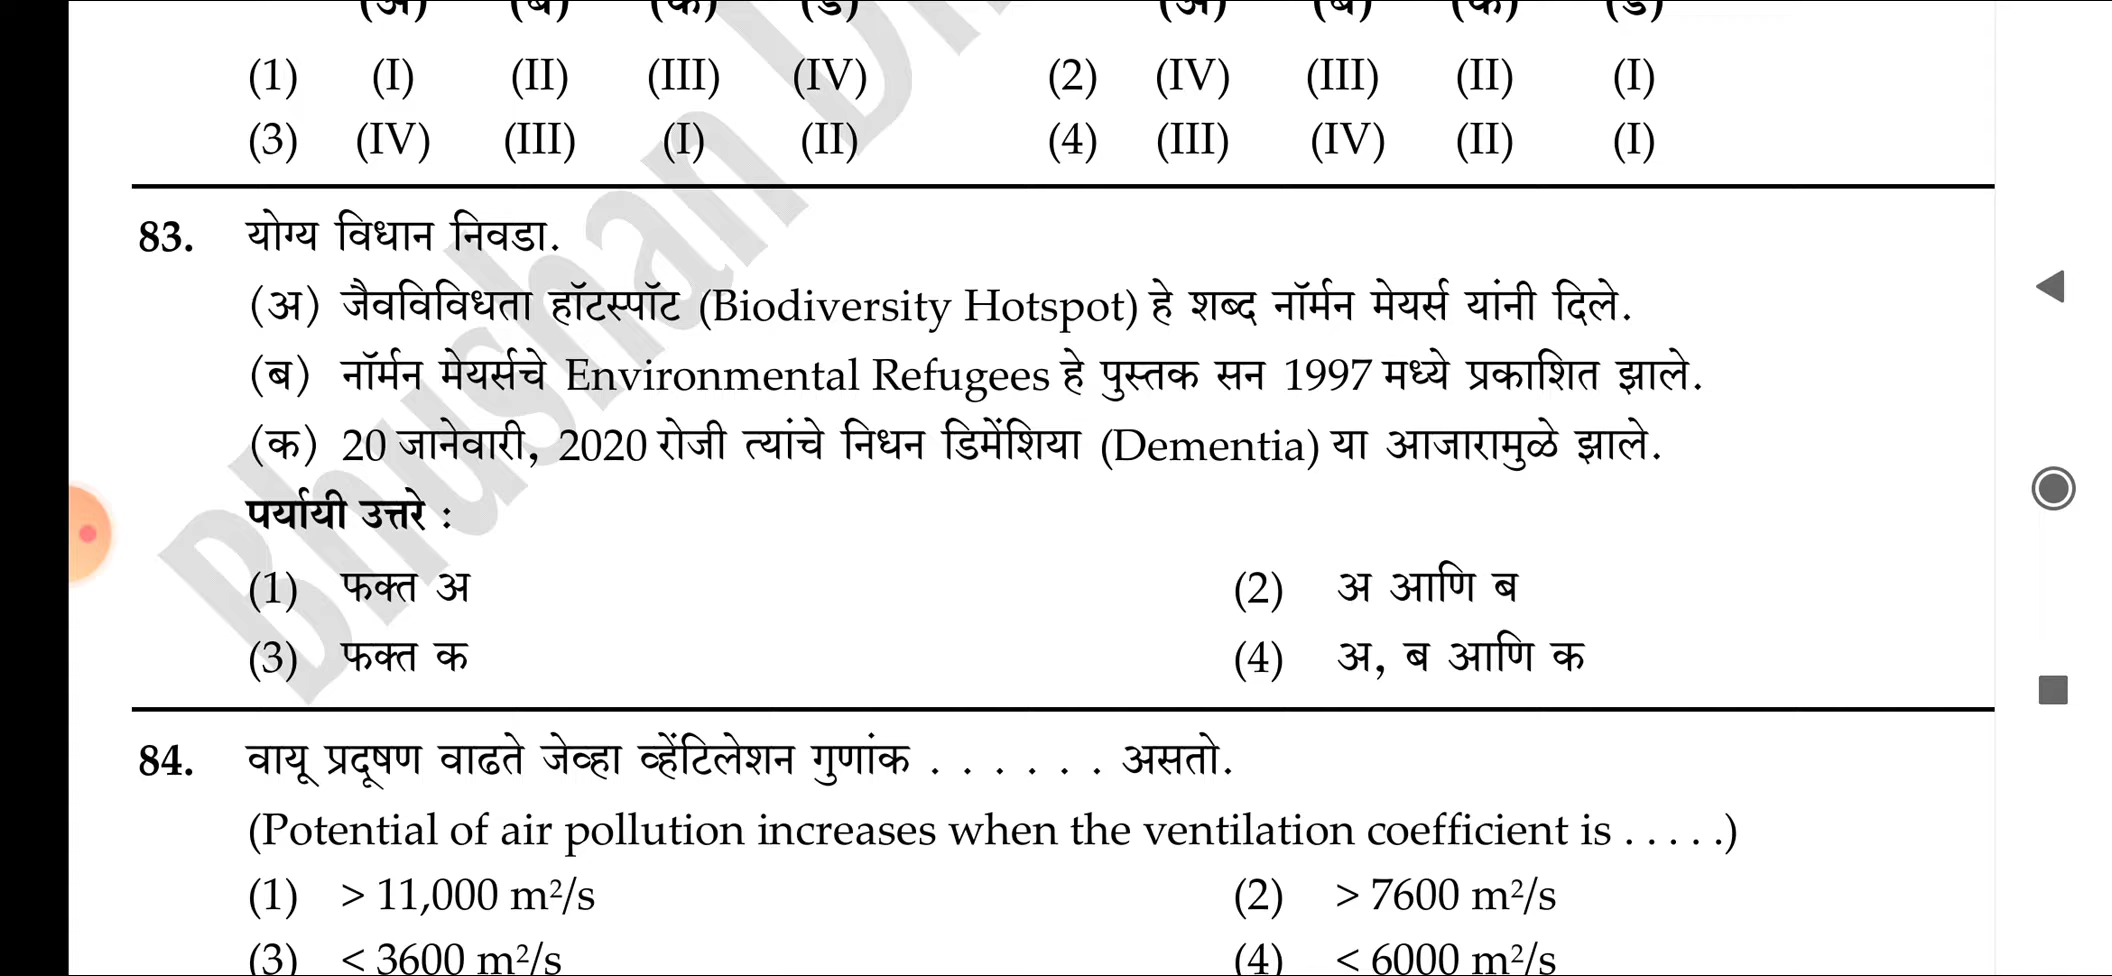 (अ) (ब) (क) (ड) (अ) (ब) (क) (ड)
(1) (I) (II) (III) (IV) (2) (IV) (III) (II) (I)
(3) (IV) (III) (I) (II) (4) (III) (IV) (II) (I)
83. योग्य विधान निवडा.
(अ) जैवविविधता हॉटस्पॉट (Biodiversity Hotspot) हे शब्द नॉर्मन मेयर्स यांनी दिले.
(ब) नॉर्मन मेयर्सचे Environmental Refugees हे पुस्तक सन 1997 मध्ये प्रकाशित झाले.
(क) 20 जानेवारी, 2020 रोजी त्यांचे निधन डिमेंशिया (Dementia) या आजारामुळे झाले.
पर्यायी उत्तरे :
(1) फक्त अ (2) अ आणि ब
(3) फक्त क (4) अ, ब आणि क
84. वायू प्रदूषण वाढते जेव्हा व्हेंटिलेशन गुणांक . . . . . . असतो.
(Potential of air pollution increases when the ventilation coefficient is . . . . .)
(1) > 11,000 m²/s (2) > 7600 m²/s
(3) < 3600 m²/s (4) < 6000 m²/s
Bhushan